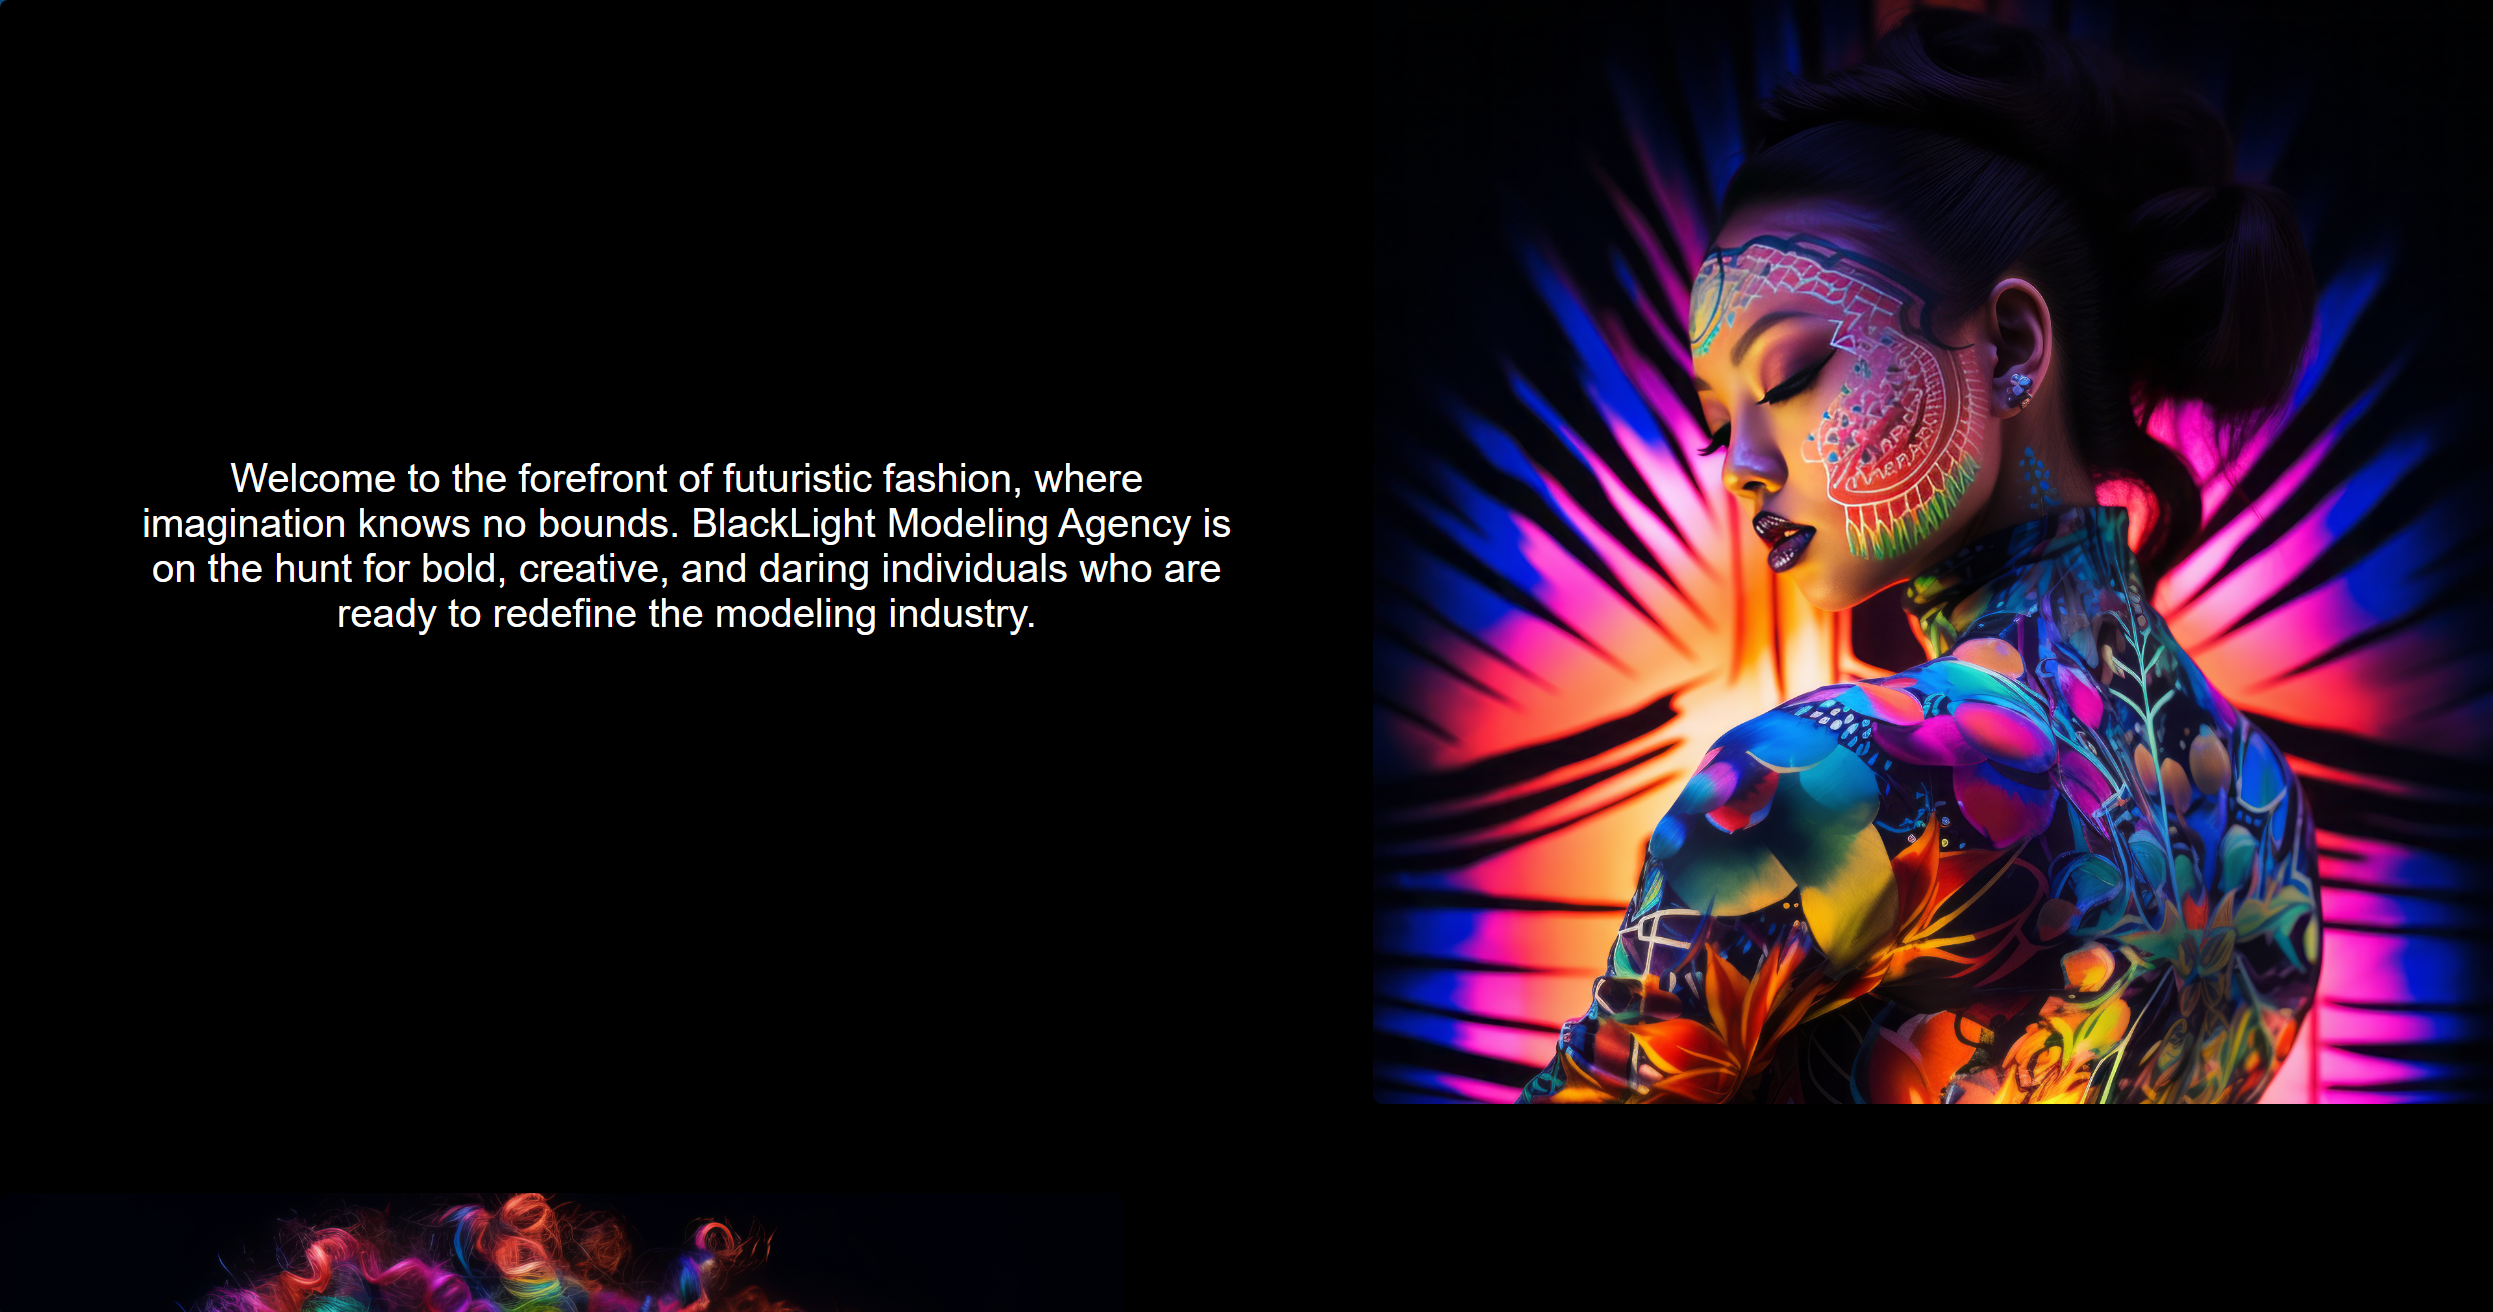 Welcome to the forefront of futuristic fashion, where
imagination knows no bounds. BlackLight Modeling Agency is
on the hunt for bold, creative, and daring individuals who are
ready to redefine the modeling industry.